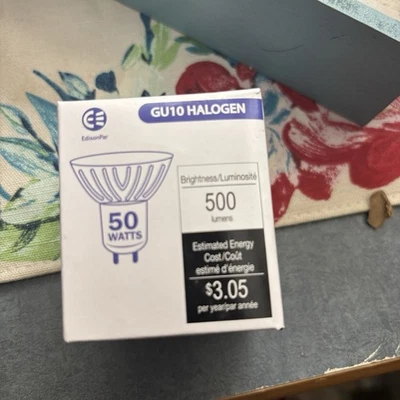 GU10 HALOGEN
EdisonPar
50
WATTS
Brightness/Luminosité
500
lumens
Estimated Energy
Cost/Coût
estimé d'énergie
$3.05
per year/par année